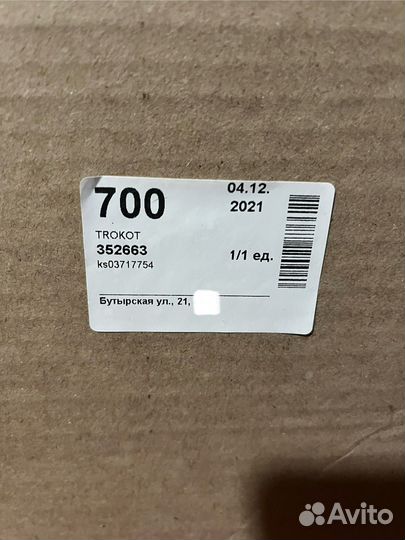 700
04.12.
2021
TROKOT
352663
1/1 ед.
ks03717754
Бутырская ул., 21,
Avito